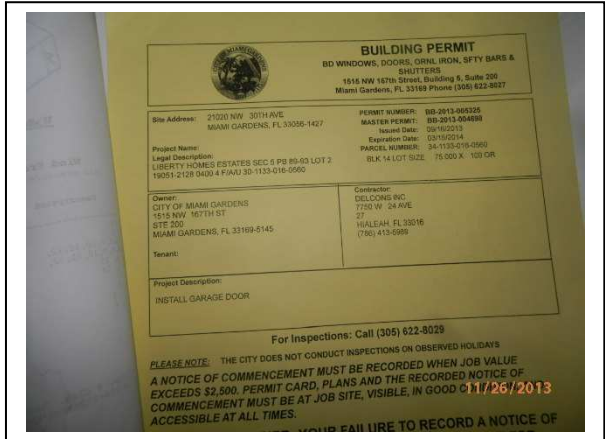 BUILDING PERMIT
BD WINDOWS, DOORS, ORNL IRON, SFTY BARS &
SHUTTERS
1515 NW 167th Street, Building 5, Suite 200
Miami Gardens, FL 33169 Phone (305) 622-8027
Site Address: 21020 NW 30TH AVE
MIAMI GARDENS, FL 33056-1427
Project Name:
Legal Description:
LIBERTY HOMES ESTATES SEC 5 PB 89-93 LOT 2
19051-2128 0400 4 F/A/U 30-1133-016-0560
PERMIT NUMBER: BB-2013-005325
MASTER PERMIT: BB-2013-004698
Issued Date: 09/16/2013
Expiration Date: 03/15/2014
PARCEL NUMBER: 34-1133-016-0560
BLK 14 LOT SIZE 75.000 X 109 OR
Owner:
CITY OF MIAMI GARDENS
1515 NW 167TH ST
STE 200
MIAMI GARDENS, FL 33169-5145
Tenant:
Contractor:
DELCONS INC
7750 W 24 AVE
27
HIALEAH, FL 33016
(786) 413-5989
Project Description:
INSTALL GARAGE DOOR
For Inspections: Call (305) 622-8029
PLEASE NOTE: THE CITY DOES NOT CONDUCT INSPECTIONS ON OBSERVED HOLIDAYS
A NOTICE OF COMMENCEMENT MUST BE RECORDED WHEN JOB VALUE
EXCEEDS $2,500. PERMIT CARD, PLANS AND THE RECORDED NOTICE OF
COMMENCEMENT MUST BE AT JOB SITE, VISIBLE, IN GOOD
ACCESSIBLE AT ALL TIMES.
11/26/2013
YOUR FAILURE TO RECORD A NOTICE OF